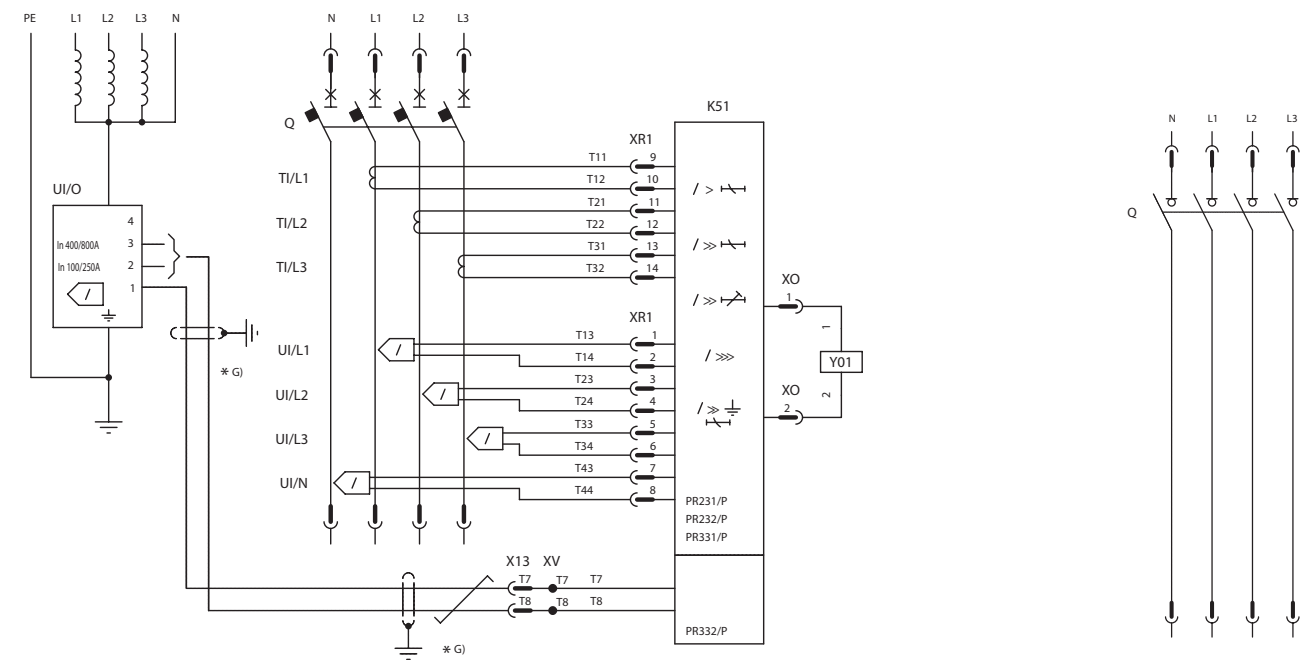 PE L1 L2 L3 N
N L1 L2 L3
Q
K51
XR1
TI/L1
T11 9
T12 10
TI/L2
T21 11
T22 12
TI/L3
T31 13
T32 14
/ >
/ >>
/ >>
/ >>>
/ >>
UI/O
4
In 400/800A 3
In 100/250A 2
1
/
* G)
XR1
UI/L1
/
T13 1
T14 2
UI/L2
/
T23 3
T24 4
UI/L3
/
T33 5
T34 6
UI/N
/
T43 7
T44 8
PR231/P
PR232/P
PR331/P
XO
1
1
Y01
XO
2
2
X13 XV
T7 T7 T7
T8 T8 T8
PR332/P
* G)
N L1 L2 L3
Q